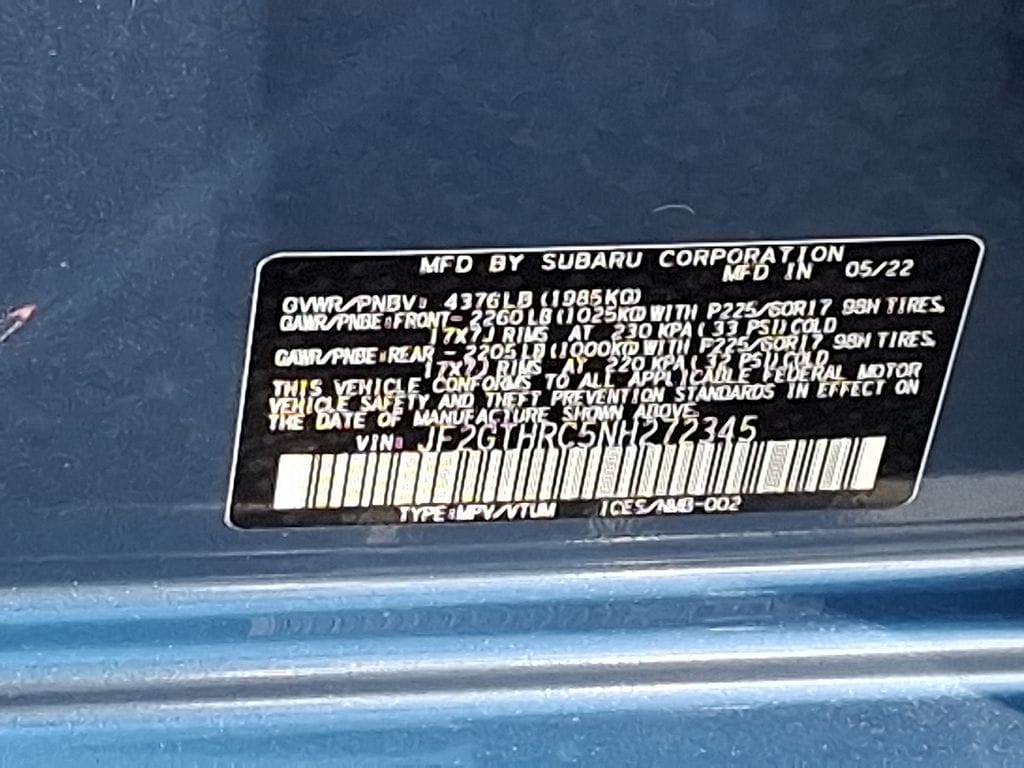 MFD BY SUBARU CORPORATION
MFD IN 05/22
GVWR/PNBV: 4376LB (1985KG)
GAWR/PNBE:FRONT- 2260LB (1025KG) WITH P225/60R17 98H TIRES,
17X7J RIMS AT 230 KPA ( 33 PSI) COLD
GAWR/PNBE:REAR - 2205LB (1000KG) WITH P225/60R17 98H TIRES,
17X7J RIMS AT 220 KPA ( PSI) COLD
THIS VEHICLE CONFORMS TO ALL APPLICABLE FEDERAL MOTOR
VEHICLE SAFETY AND THEFT PREVENTION STANDARDS IN EFFECT ON
THE DATE OF MANUFACTURE SHOWN ABOVE.
VIN: JF2GTHRC5NH272345
TYPE:MPV/VTUM ICES/NMB-002